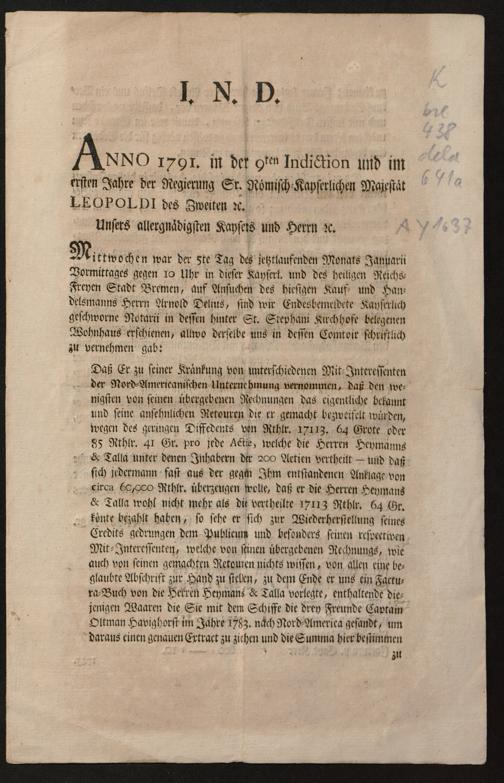 I. N. D.
ANNO 1791. in der 9ten Indiction und im
ersten Jahre der Regierung Sr. Römisch-Kayserlichen Majestät
LEOPOLDI des Zweiten ꝛc.
Unsers allergnädigsten Kaysers und Herrn ꝛc.
Mittwochen war der 5te Tag des jetztlaufenden Monats Januarii
Vormittages gegen 10 Uhr in dieser Kayserl. und des heiligen Reichs-
Freyen Stadt Bremen, auf Ansuchen des hiesigen Kauf- und Han-
delsmanns Herrn Arnold Delius, sind wir Endesbemeldete Kayserlich
geschworne Notarii in dessen hinter St. Stephani Kirchhofe belegenen
Wohnhaus erschienen, allwo derselbe uns in dessen Comtoir schriftlich
zu vernehmen gab:
Daß Er zu seiner Kränkung von unterschiedenen Mit-Interessenten
der Nord-Americanischen Unternehmung vernommen, daß den we-
nigsten von seinen übergebenen Rechnungen das eigentliche bekannt
und seine ansehnlichen Retouren die er gemacht bezweifelt würden,
wegen des geringen Diffedents von Rthlr. 17113. 64 Grote oder
85 Rthlr. 41 Gr. pro jede Actie, welche die Herren Heymanns
& Talla unter denen Inhabern der 200 Actien vertheilt — und daß
sich jedermann fast aus der gegen Ihm entstandenen Anklage von
circa 60,000 Rthlr. überzeugen wolle, daß er die Herren Heymans
& Talla wohl nicht mehr als die vertheilte 17113 Rthlr. 64 Gr.
könte bezahlt haben, so sehe er sich zur Wiederherstellung seines
Credits gedrungen dem Publicum und besonders seinen respectiven
Mit-Interessenten, welche von seinen übergebenen Rechnungs, wie
auch von seinen gemachten Retouren nichts wissen, von allen eine be-
glaubte Abschrift zur Hand zu stellen, zu dem Ende er uns ein Factu-
ra-Buch von die Herren Heymans & Talla vorlegte, enthaltende die-
jenigen Waaren die Sie mit dem Schiffe die drey Freunde Captain
Oltman Havighorst im Jahre 1783. nach Nord-America gesandt, um
daraus einen genauen Extract zu ziehen und die Summa hier bestimmen
zu
K
bre
438
dela
641a
A Y 1637